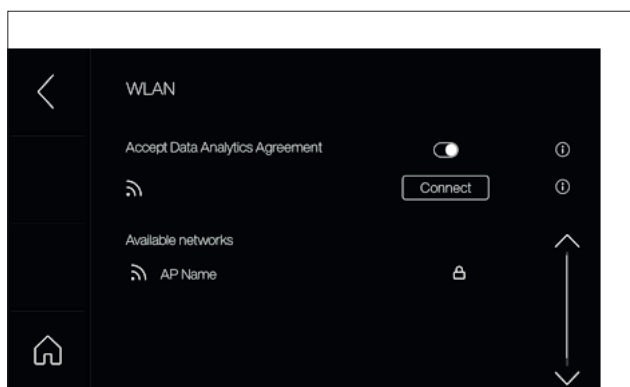 WLAN
Accept Data Analytics Agreement
Connect
Available networks
AP Name